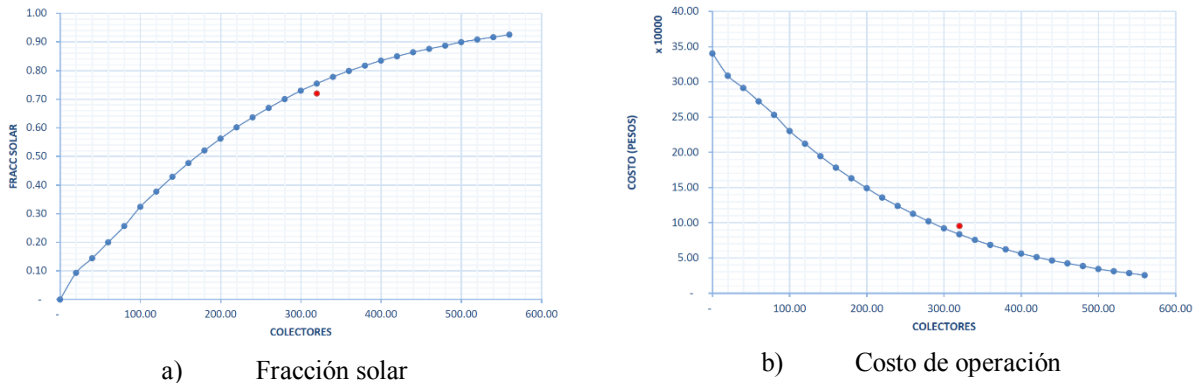 1.00
0.90
0.80
0.70
0.60
0.50
0.40
0.30
0.20
0.10
-
FRACC SOLAR
- 100.00 200.00 300.00 400.00 500.00 600.00
COLECTORES
a) Fracción solar
x 10000
40.00
35.00
30.00
25.00
20.00
15.00
10.00
5.00
-
COSTO (PESOS)
- 100.00 200.00 300.00 400.00 500.00 600.00
COLECTORES
b) Costo de operación